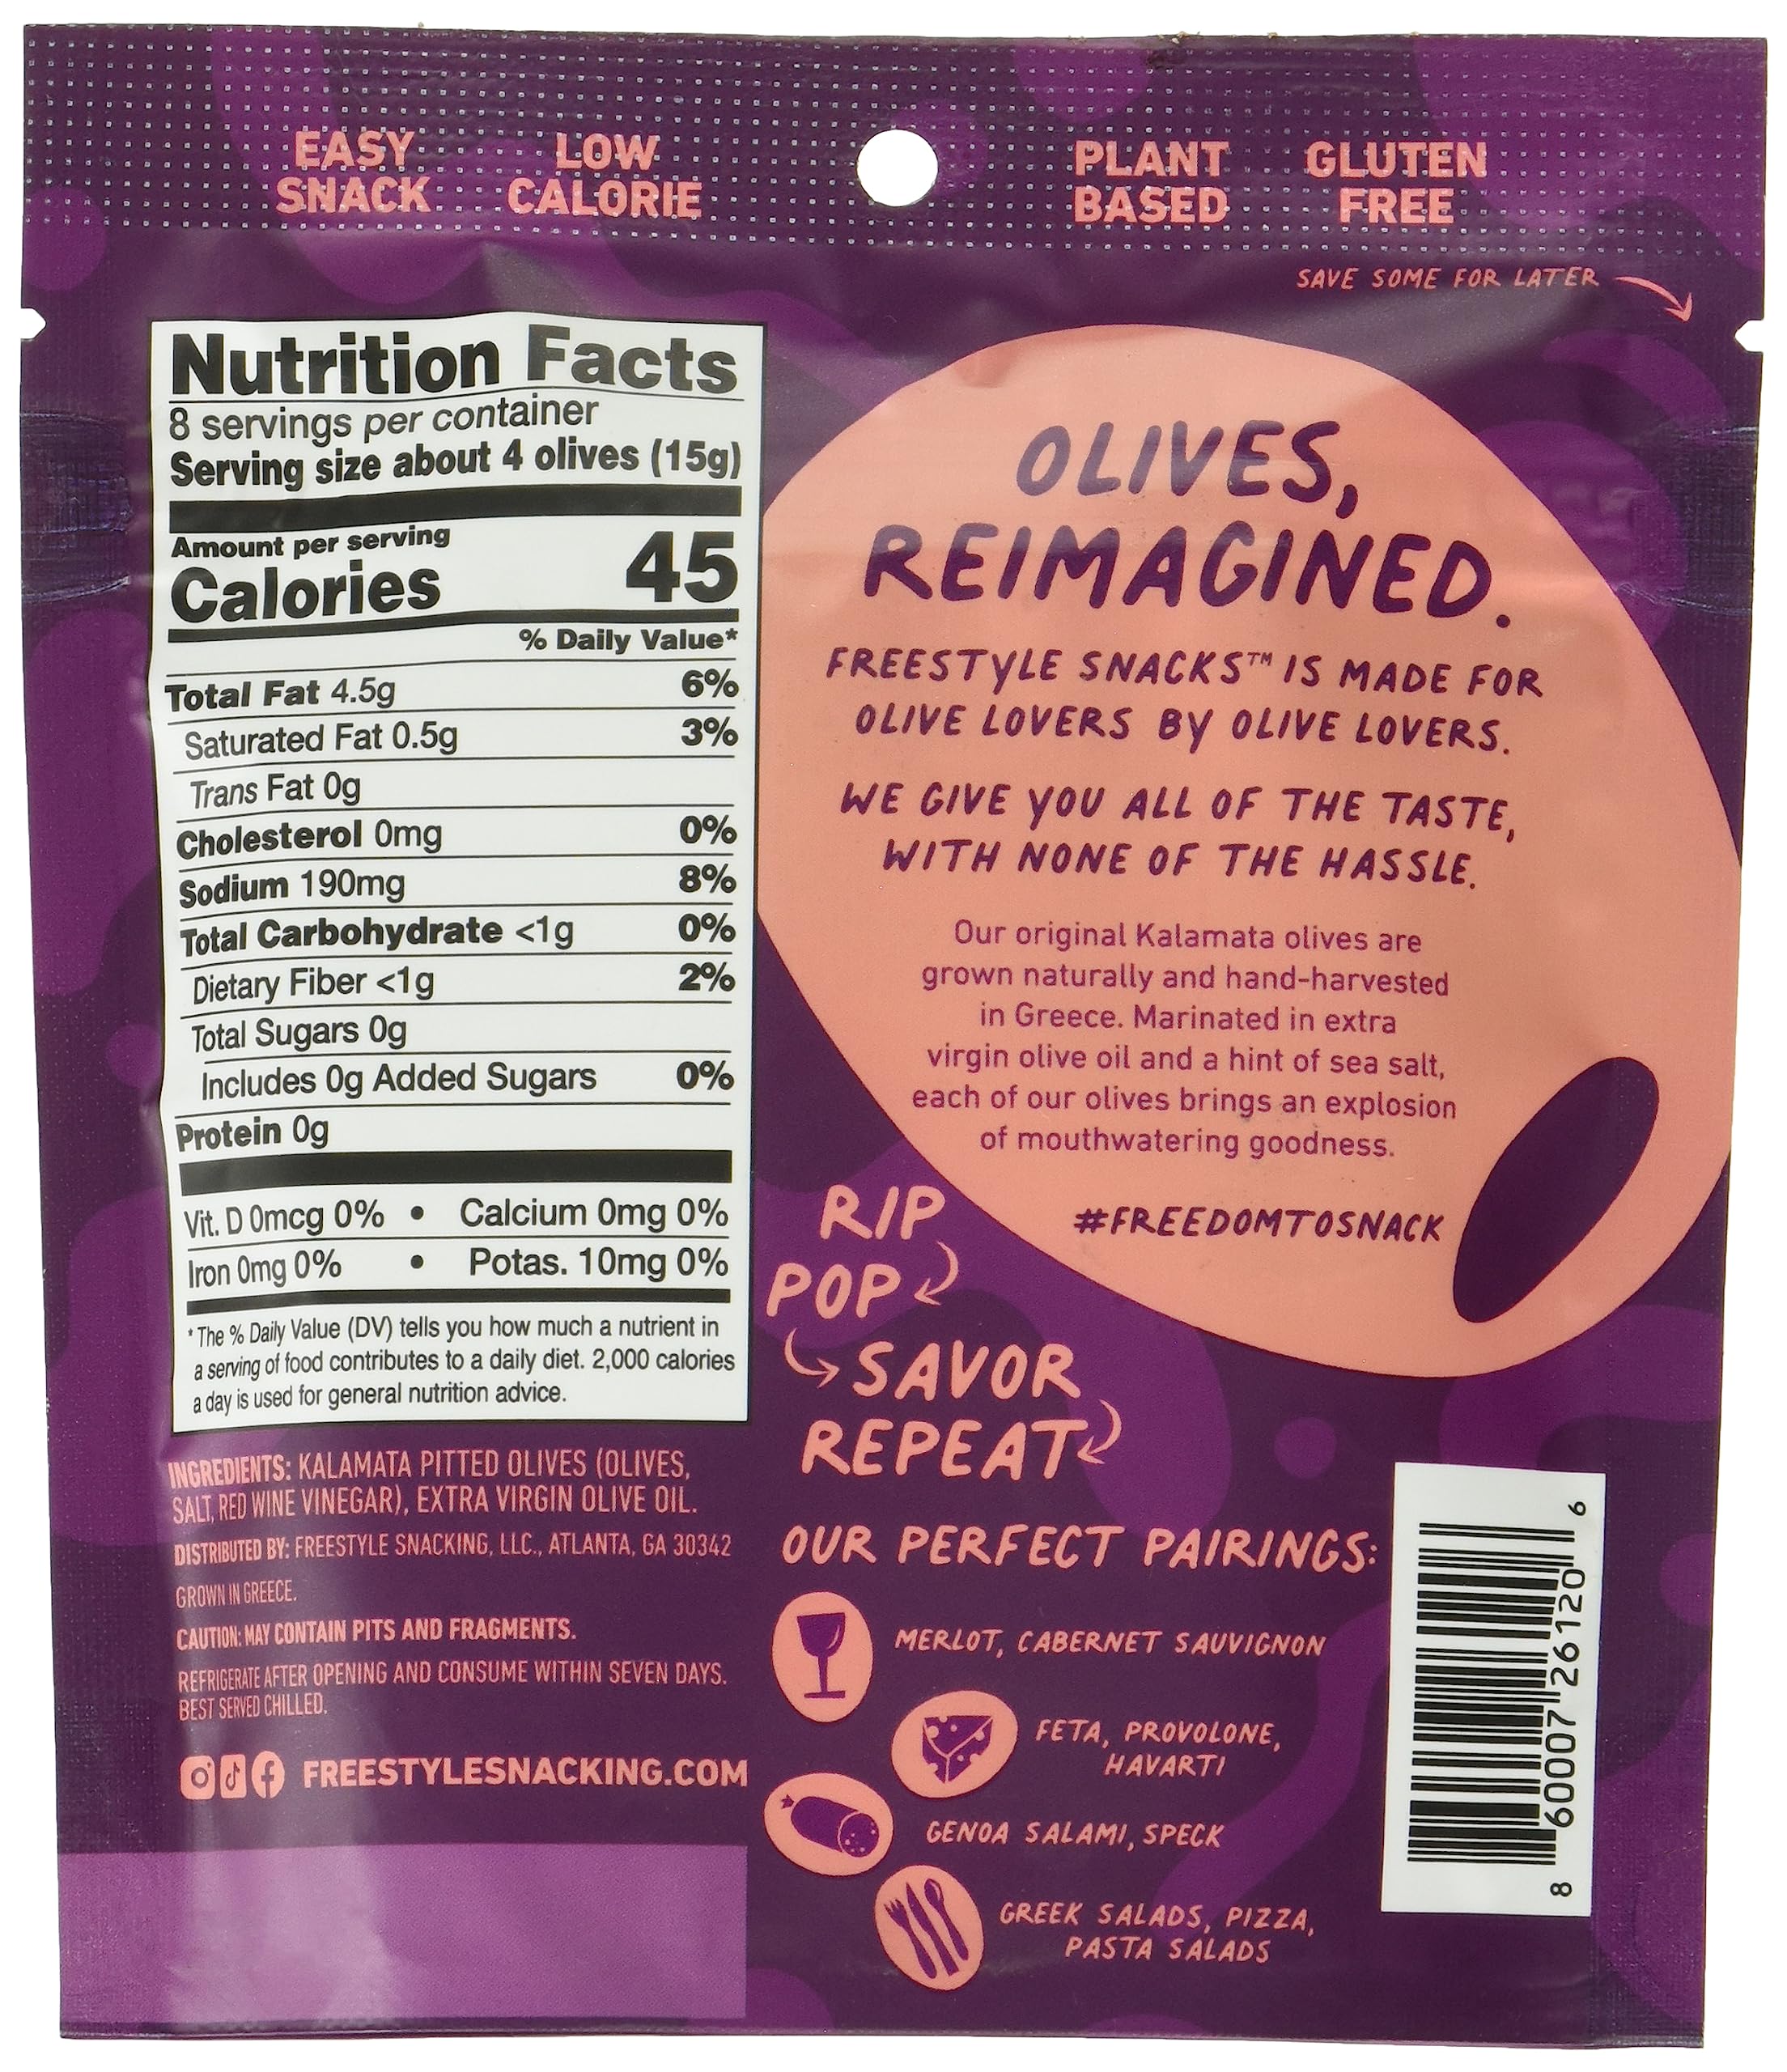 EASY
SNACK
LOW
CALORIE
PLANT
BASED
GLUTEN
FREE
SAVE SOME FOR LATER
Nutrition Facts
8 servings per container
Serving size about 4 olives (15g)
Amount per serving
Calories 45
% Daily Value*
Total Fat 4.5g 6%
Saturated Fat 0.5g 3%
Trans Fat 0g
Cholesterol 0mg 0%
Sodium 190mg 8%
Total Carbohydrate <1g 0%
Dietary Fiber <1g 2%
Total Sugars 0g
Includes 0g Added Sugars 0%
Protein 0g
Vit. D 0mcg 0% • Calcium 0mg 0%
Iron 0mg 0% • Potas. 10mg 0%
* The % Daily Value (DV) tells you how much a nutrient in
a serving of food contributes to a daily diet. 2,000 calories
a day is used for general nutrition advice.
INGREDIENTS: KALAMATA PITTED OLIVES (OLIVES,
SALT, RED WINE VINEGAR), EXTRA VIRGIN OLIVE OIL.
DISTRIBUTED BY: FREESTYLE SNACKING, LLC., ATLANTA, GA 30342
GROWN IN GREECE.
CAUTION: MAY CONTAIN PITS AND FRAGMENTS.
REFRIGERATE AFTER OPENING AND CONSUME WITHIN SEVEN DAYS.
BEST SERVED CHILLED.
FREESTYLESNACKING.COM
OLIVES,
REIMAGINED.
FREESTYLE SNACKS™ IS MADE FOR
OLIVE LOVERS BY OLIVE LOVERS.
WE GIVE YOU ALL OF THE TASTE,
WITH NONE OF THE HASSLE.
Our original Kalamata olives are
grown naturally and hand-harvested
in Greece. Marinated in extra
virgin olive oil and a hint of sea salt,
each of our olives brings an explosion
of mouthwatering goodness.
#FREEDOMTOSNACK
RIP
POP
SAVOR
REPEAT
OUR PERFECT PAIRINGS:
MERLOT, CABERNET SAUVIGNON
FETA, PROVOLONE,
HAVARTI
GENOA SALAMI, SPECK
GREEK SALADS, PIZZA,
PASTA SALADS
8 60007 26120 6